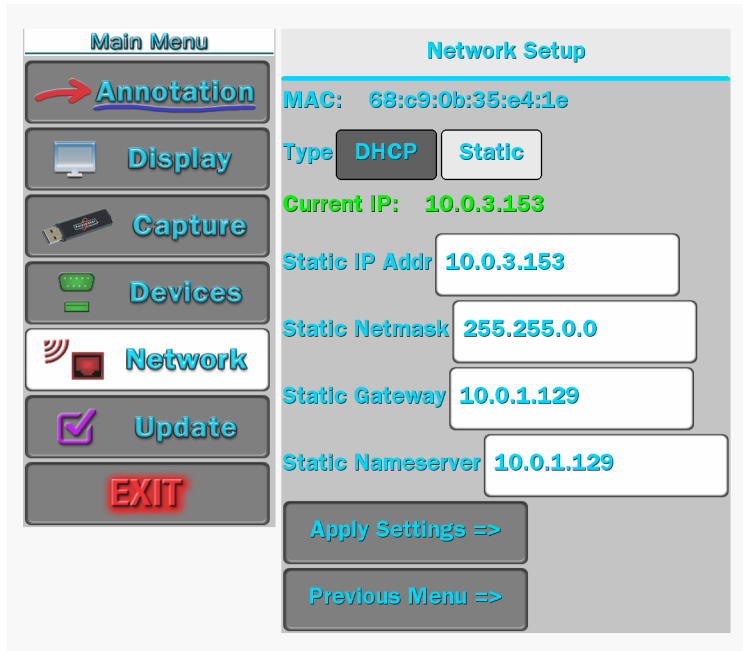 Main Menu
Annotation
Display
Capture
Devices
Network
Update
EXIT
Network Setup
MAC: 68:c9:0b:35:e4:1e
Type DHCP Static
Current IP: 10.0.3.153
Static IP Addr 10.0.3.153
Static Netmask 255.255.0.0
Static Gateway 10.0.1.129
Static Nameserver 10.0.1.129
Apply Settings =>
Previous Menu =>